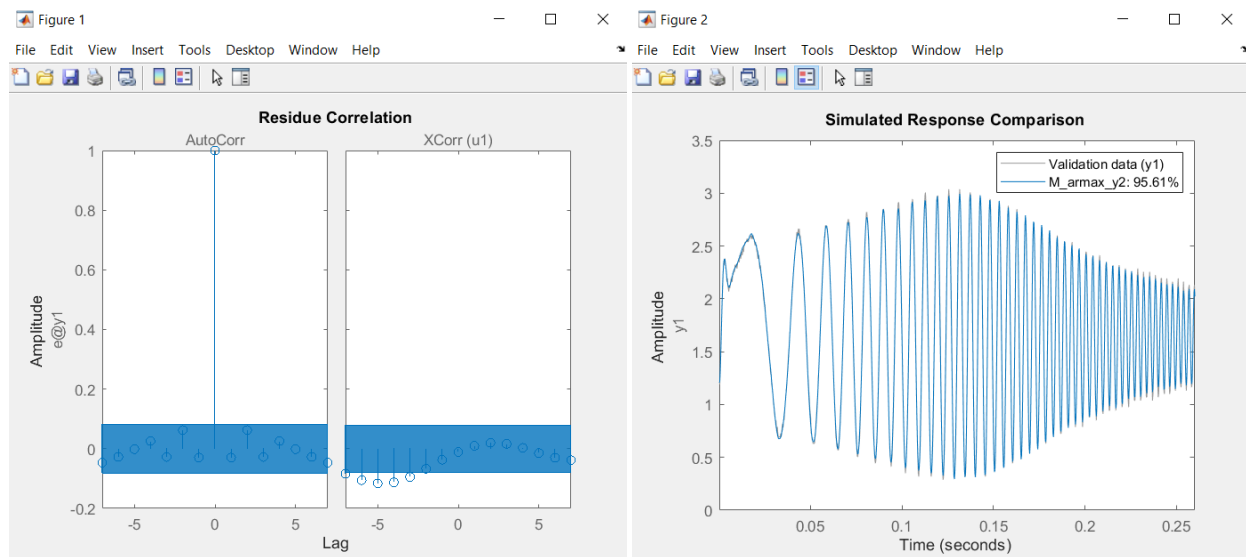 Figure 1
File Edit View Insert Tools Desktop Window Help
Residue Correlation
AutoCorr
XCorr (u1)
1
0.8
0.6
0.4
0.2
0
-0.2
Amplitude
e@y1
-5 0 5
-5 0 5
Lag
Figure 2
File Edit View Insert Tools Desktop Window Help
Simulated Response Comparison
Validation data (y1)
M_armax_y2: 95.61%
3.5
3
2.5
2
1.5
1
0.5
0
Amplitude
y1
0.05 0.1 0.15 0.2 0.25
Time (seconds)